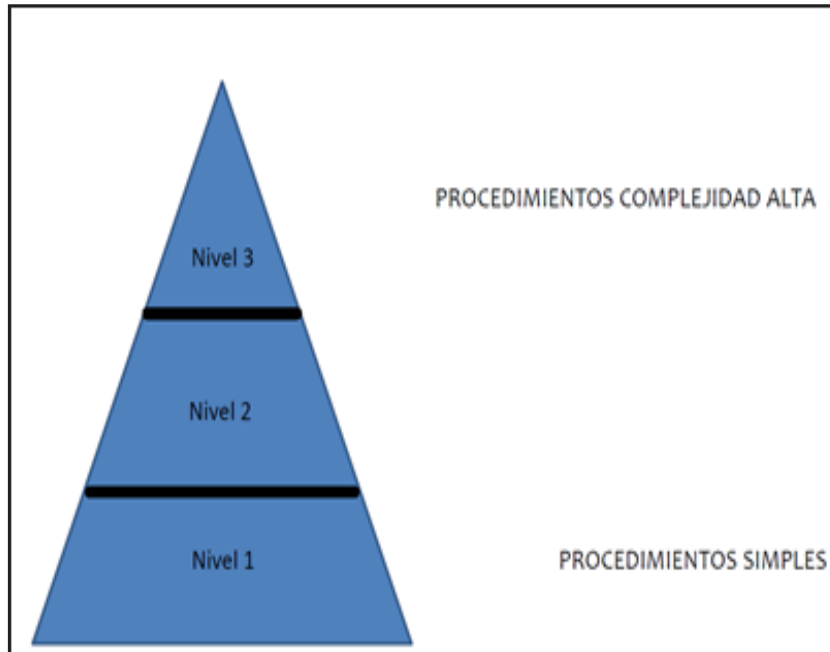 PROCEDIMIENTOS COMPLEJIDAD ALTA
Nivel 3
Nivel 2
Nivel 1
PROCEDIMIENTOS SIMPLES